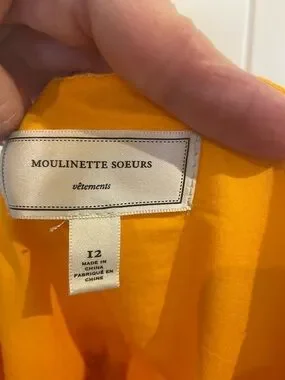 MOULINETTE SOEURS
vêtements
12
MADE IN
CHINA
FABRIQUÉ EN
CHINE